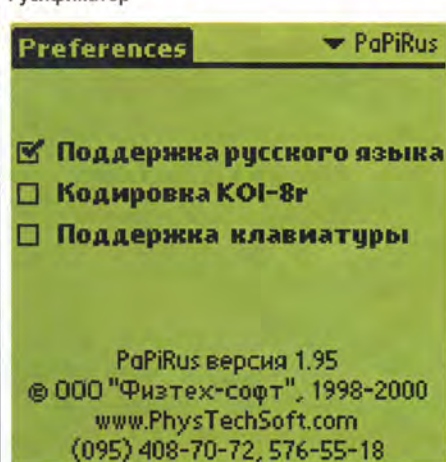 Preferences PaPiRus
Поддержка русского языка
Кодировка KOI-8r
Поддержка клавиатуры
PaPiRus версия 1.95
© ООО "Физтех-софт", 1998-2000
www.PhysTechSoft.com
(095) 408-70-72, 576-55-18